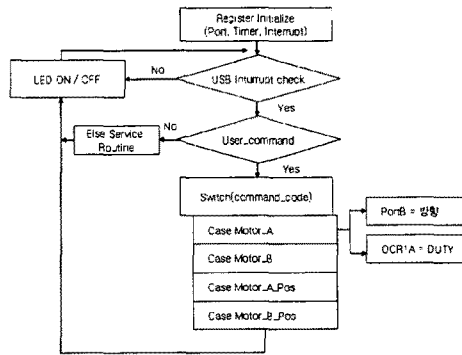 Register Initialize
(Port, Timer, Interrupt)
LED ON / OFF
No
USB Interrupt check
Yes
Else Service
Routine
No
User_command
Yes
Switch(command_code)
Case Motor_A
PortB = 방향
Case Motor_B
OCR1A = DUTY
Case Motor_A_Pos
Case Motor_B_Pos